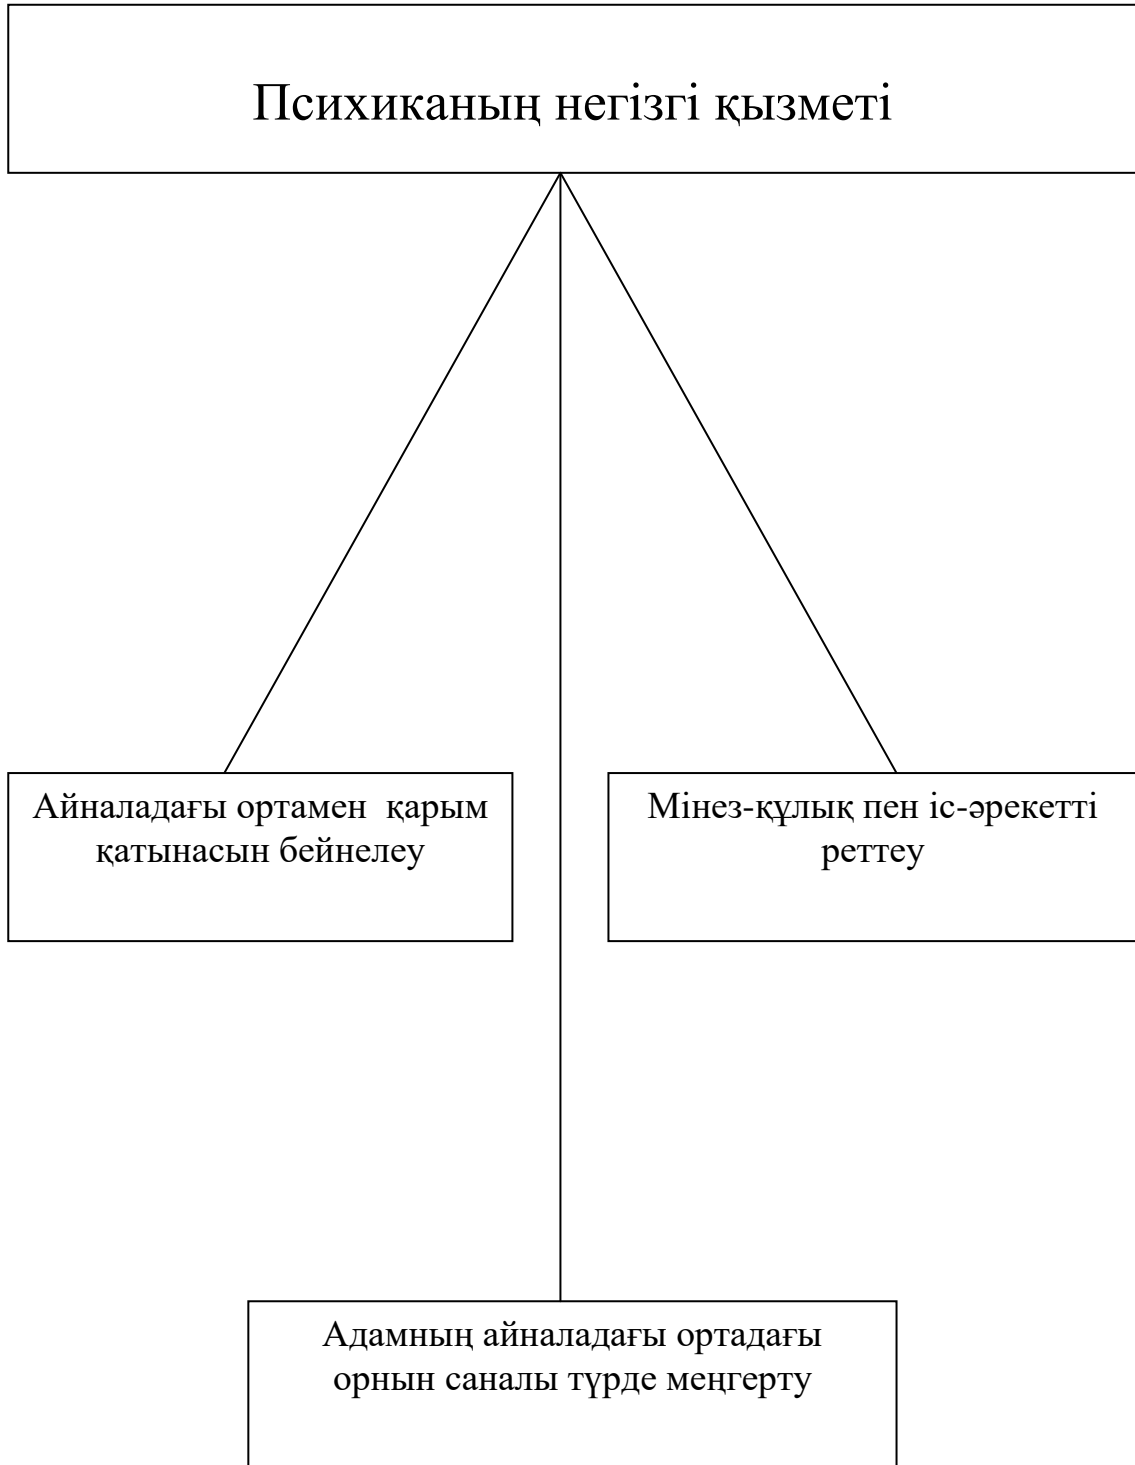 Психиканың негізгі қызметі
Айналадағы ортамен қарым
қатынасын бейнелеу
Мінез-құлық пен іс-әрекетті
реттеу
Адамның айналадағы ортадағы
орнын саналы түрде меңгерту